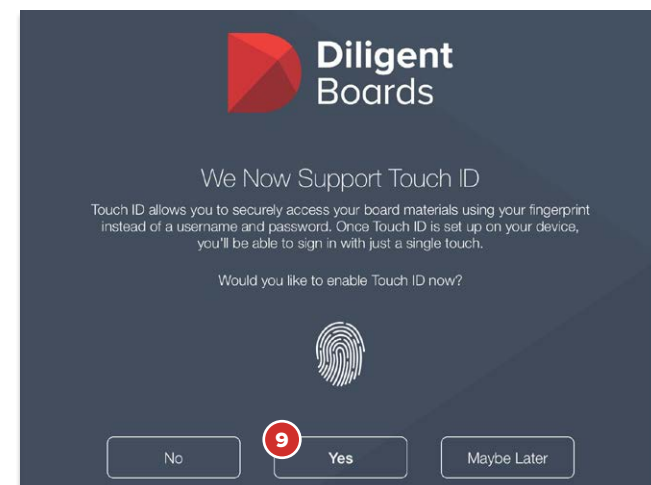 Diligent
Boards
We Now Support Touch ID
Touch ID allows you to securely access your board materials using your fingerprint
instead of a username and password. Once Touch ID is set up on your device,
you'll be able to sign in with just a single touch.
Would you like to enable Touch ID now?
9
No
Yes
Maybe Later